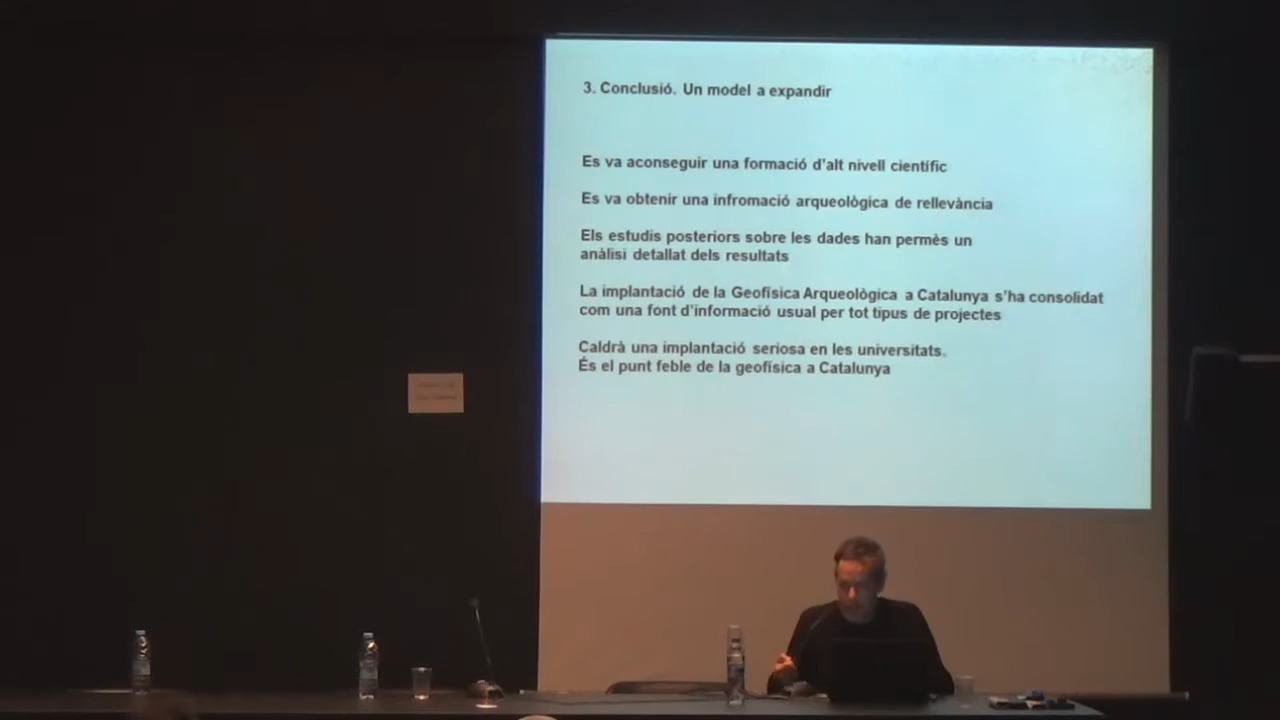 3. Conclusió. Un model a expandir
Es va aconseguir una formació d'alt nivell científic
Es va obtenir una infromació arqueològica de rellevància
Els estudis posteriors sobre les dades han permès un
anàlisi detallat dels resultats
La implantació de la Geofísica Arqueològica a Catalunya s'ha consolidat
com una font d'informació usual per tot tipus de projectes
Caldrà una implantació seriosa en les universitats.
És el punt feble de la geofísica a Catalunya